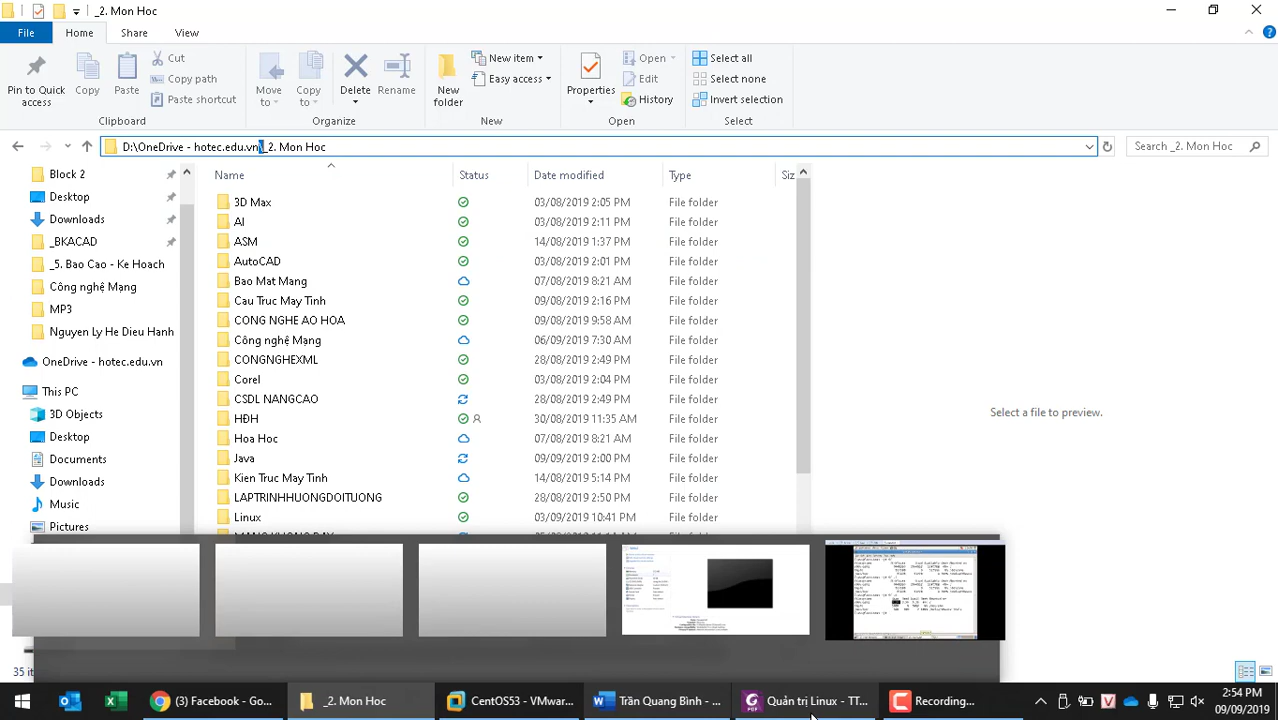 _2. Mon Hoc
File
Home
Share
View
Pin to Quick access
Copy
Paste
Cut
Copy path
Paste shortcut
Clipboard
Move to
Copy to
Delete
Rename
Organize
New folder
New item
Easy access
New
Properties
Open
Edit
History
Open
Select all
Select none
Invert selection
Select
D:\OneDrive - hotec.edu.vn\_2. Mon Hoc
Search _2. Mon Hoc
Block 2
Desktop
Downloads
_BKACAD
_5. Bao Cao - Ke Hoach
Công nghệ Mạng
MP3
Nguyen Ly He Dieu Hanh
OneDrive - hotec.edu.vn
This PC
3D Objects
Desktop
Documents
Downloads
Music
Pictures
Name Status Date modified Type Siz
3D Max 03/08/2019 2:05 PM File folder
AI 03/08/2019 2:11 PM File folder
ASM 14/08/2019 1:37 PM File folder
AutoCAD 03/08/2019 2:01 PM File folder
Bao Mat Mang 07/08/2019 8:21 AM File folder
Cau Truc May Tinh 09/08/2019 2:16 PM File folder
CONG NGHE AO HOA 09/08/2019 9:58 AM File folder
Công nghệ Mạng 06/09/2019 7:30 AM File folder
CONGNGHEXML 28/08/2019 2:49 PM File folder
Corel 03/08/2019 2:04 PM File folder
CSDL NANGCAO 28/08/2019 2:49 PM File folder
HĐH 30/08/2019 11:35 AM File folder
Hoa Hoc 07/08/2019 8:21 AM File folder
Java 09/09/2019 2:00 PM File folder
Kien Truc May Tinh 14/08/2019 5:14 PM File folder
LAPTRINHHUONGDOITUONG 28/08/2019 2:50 PM File folder
Linux 03/09/2019 10:41 PM File folder
Select a file to preview.
35 ite
(3) Facebook - Go...
_2. Mon Hoc
CentOS53 - VMwar...
Trần Quang Bình - ...
Quản trị Linux - TT...
Recording...
2:54 PM
09/09/2019